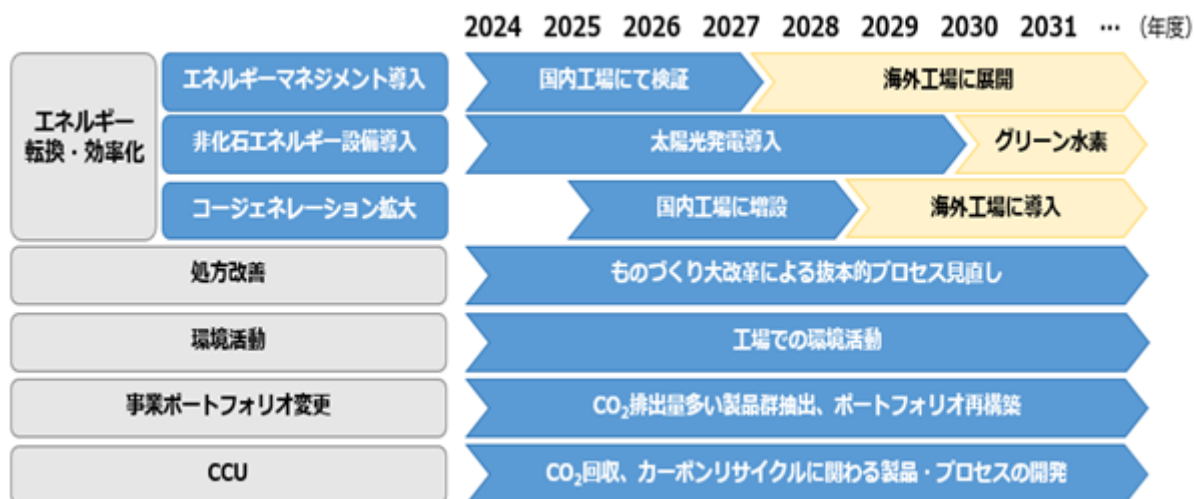 2024 2025 2026 2027 2028 2029 2030 2031 … (年度)
エネルギー
転換・効率化
エネルギーマネジメント導入
国内工場にて検証
海外工場に展開
非化石エネルギー設備導入
太陽光発電導入
グリーン水素
コージェネレーション拡大
国内工場に増設
海外工場に導入
処方改善
ものづくり大改革による抜本的プロセス見直し
環境活動
工場での環境活動
事業ポートフォリオ変更
CO₂排出量多い製品群抽出、ポートフォリオ再構築
CCU
CO₂回収、カーボンリサイクルに関わる製品・プロセスの開発